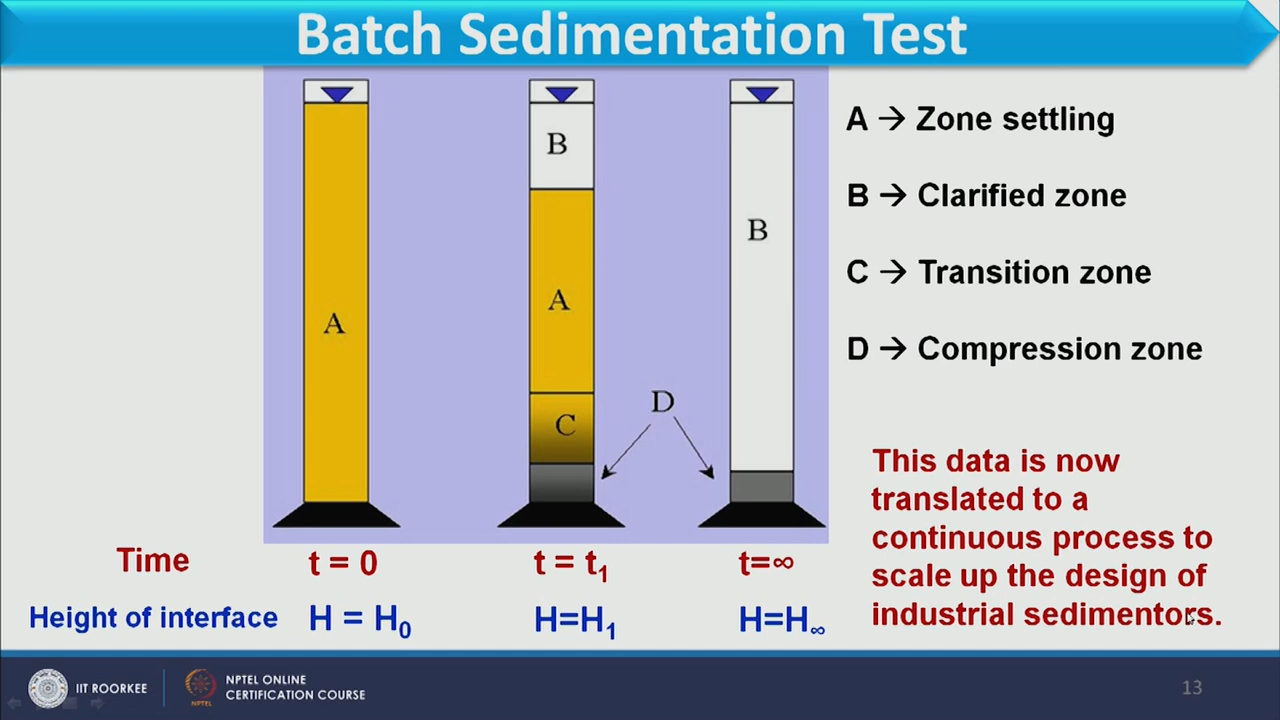 Batch Sedimentation Test
A
B
A
C
D
B
A → Zone settling
B → Clarified zone
C → Transition zone
D → Compression zone
This data is now
translated to a
continuous process to
scale up the design of
industrial sedimentors.
Time t = 0 t = t₁ t=∞
Height of interface H = H₀ H=H₁ H=H∞
IIT ROORKEE
NPTEL
NPTEL ONLINE
CERTIFICATION COURSE
13